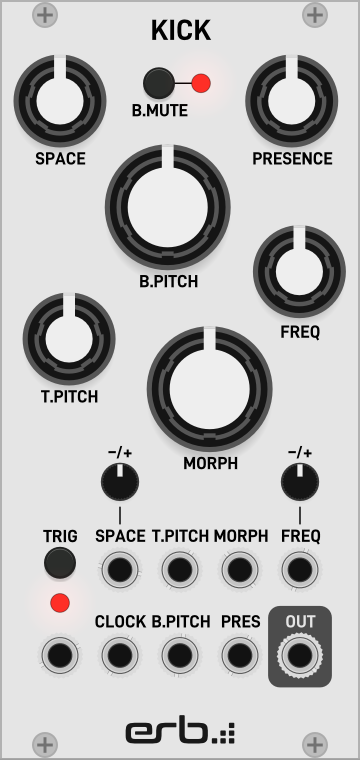 KICK
B.MUTE
SPACE
PRESENCE
B.PITCH
FREQ
T.PITCH
MORPH
−/+
−/+
TRIG SPACE T.PITCH MORPH FREQ
CLOCK B.PITCH PRES OUT
erb